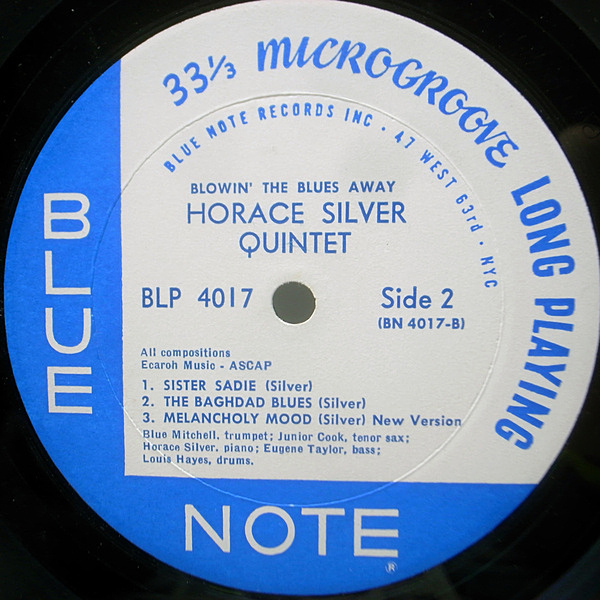 33⅓ MICROGROOVE LONG PLAYING
BLUE NOTE RECORDS INC · 47 WEST 63rd · NYC
BLOWIN' THE BLUES AWAY
HORACE SILVER
QUINTET
BLP 4017
Side 2
(BN 4017-B)
All compositions
Ecaroh Music - ASCAP
1. SISTER SADIE (Silver)
2. THE BAGHDAD BLUES (Silver)
3. MELANCHOLY MOOD (Silver) New Version
Blue Mitchell, trumpet; Junior Cook, tenor sax;
Horace Silver, piano; Eugene Taylor, bass;
Louis Hayes, drums.
BLUE
NOTE
®